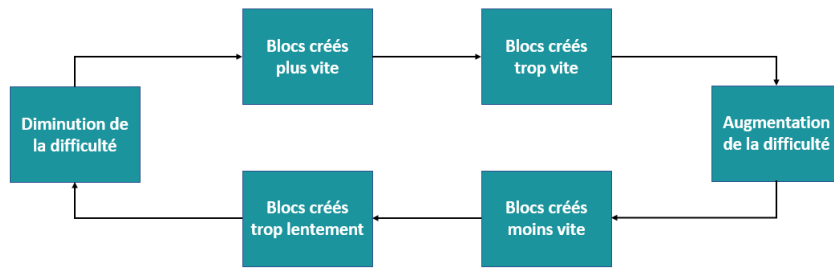 Blocs créés
plus vite
Blocs créés
trop vite
Diminution de
la difficulté
Augmentation
de la difficulté
Blocs créés
trop lentement
Blocs créés
moins vite